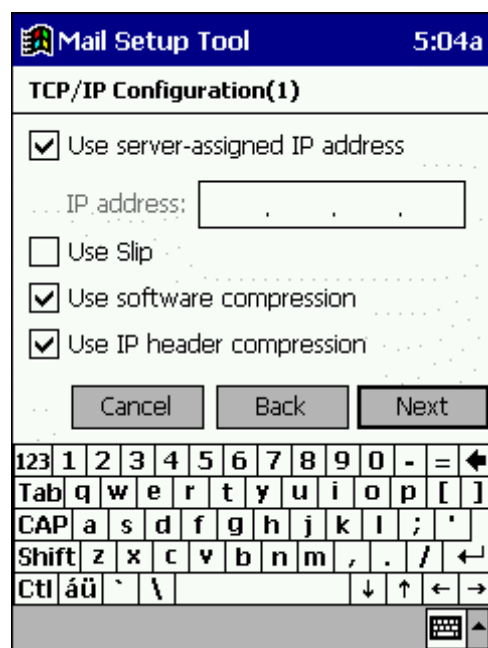 Mail Setup Tool 5:04a
TCP/IP Configuration(1)
Use server-assigned IP address
IP address: . . .
Use Slip
Use software compression
Use IP header compression
Cancel Back Next
123 1 2 3 4 5 6 7 8 9 0 - = 🡄
Tab q w e r t y u i o p [ ]
CAP a s d f g h j k l ; '
Shift z x c v b n m , . / ↵
Ctl áü ` \ ↓ ↑ ← →